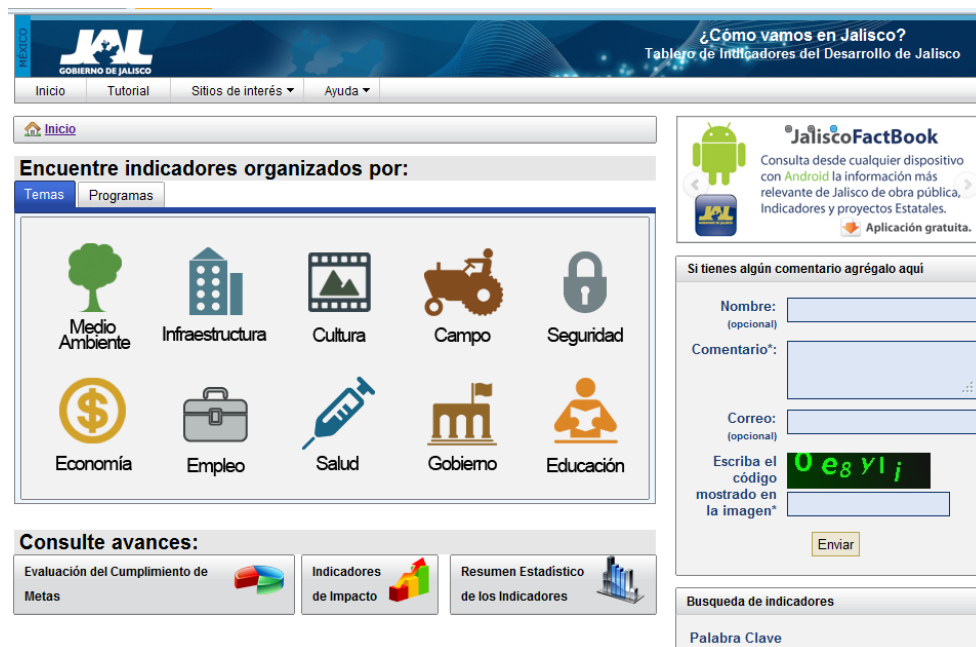 MÉXICO
JAL
GOBIERNO DE JALISCO
¿Cómo vamos en Jalisco?
Tablero de Indicadores del Desarrollo de Jalisco
Inicio Tutorial Sitios de interés Ayuda
Inicio
Encuentre indicadores organizados por:
Temas Programas
Medio
Ambiente
Infraestructura
Cultura
Campo
Seguridad
Economía
Empleo
Salud
Gobierno
Educación
Consulte avances:
Evaluación del Cumplimiento de
Metas
Indicadores
de Impacto
Resumen Estadístico
de los Indicadores
JaliscoFactBook
Consulta desde cualquier dispositivo
con Android la información más
relevante de Jalisco de obra pública,
Indicadores y proyectos Estatales.
JAL
Aplicación gratuita.
Si tienes algún comentario agrégalo aqui
Nombre:
(opcional)
Comentario*:
Correo:
(opcional)
Escriba el
código
mostrado en
la imagen*
Enviar
Busqueda de indicadores
Palabra Clave